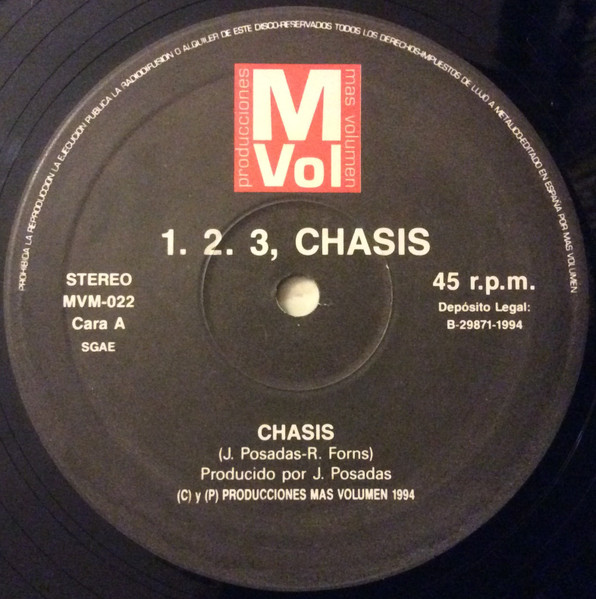 PROHIBIDA LA REPRODUCCION LA EJECUCION PUBLICA LA RADIODIFUSION O ALQUILER DE ESTE DISCO-RESERVADOS TODOS LOS DERECHOS-IMPUESTOS DE LUJO A METALICO-EDITADO EN ESPAÑA POR MAS VOLUMEN
producciones
M
Vol
mas volumen
1. 2. 3, CHASIS
STEREO
MVM-022
Cara A
SGAE
45 r.p.m.
Depósito Legal:
B-29871-1994
CHASIS
(J. Posadas-R. Forns)
Producido por J. Posadas
(C) y (P) PRODUCCIONES MAS VOLUMEN 1994